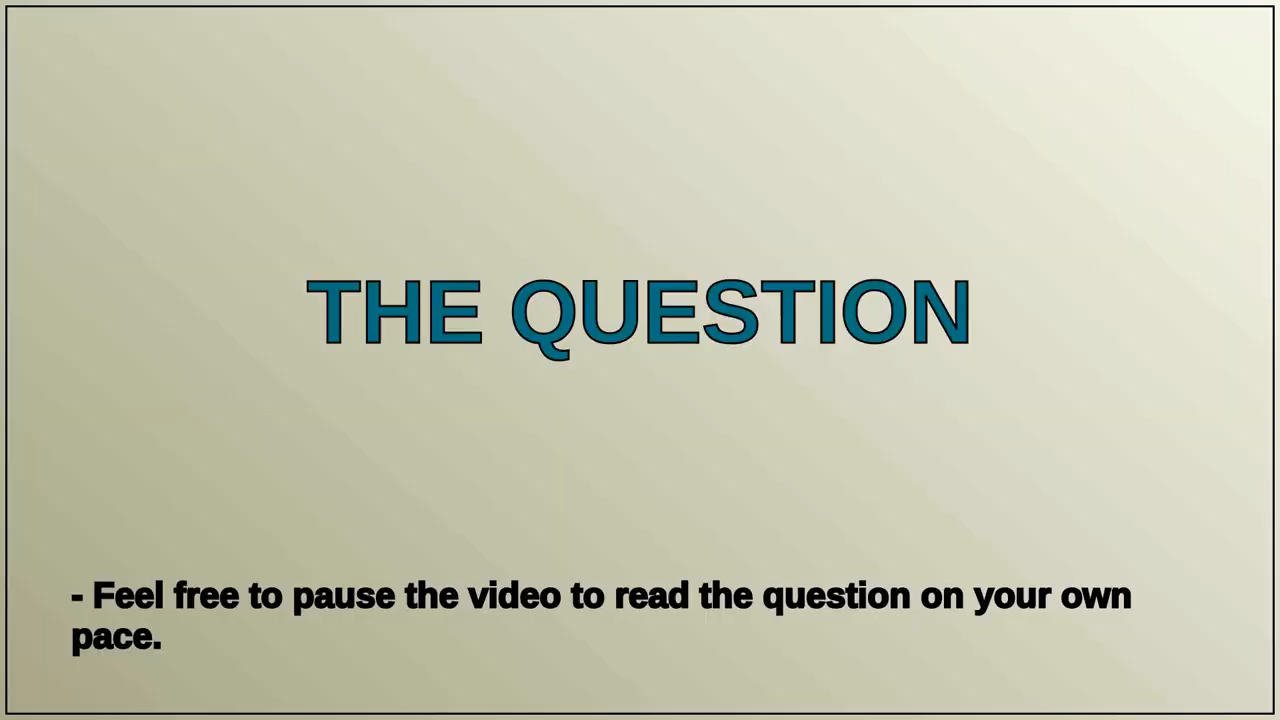 THE QUESTION
- Feel free to pause the video to read the question on your own
pace.